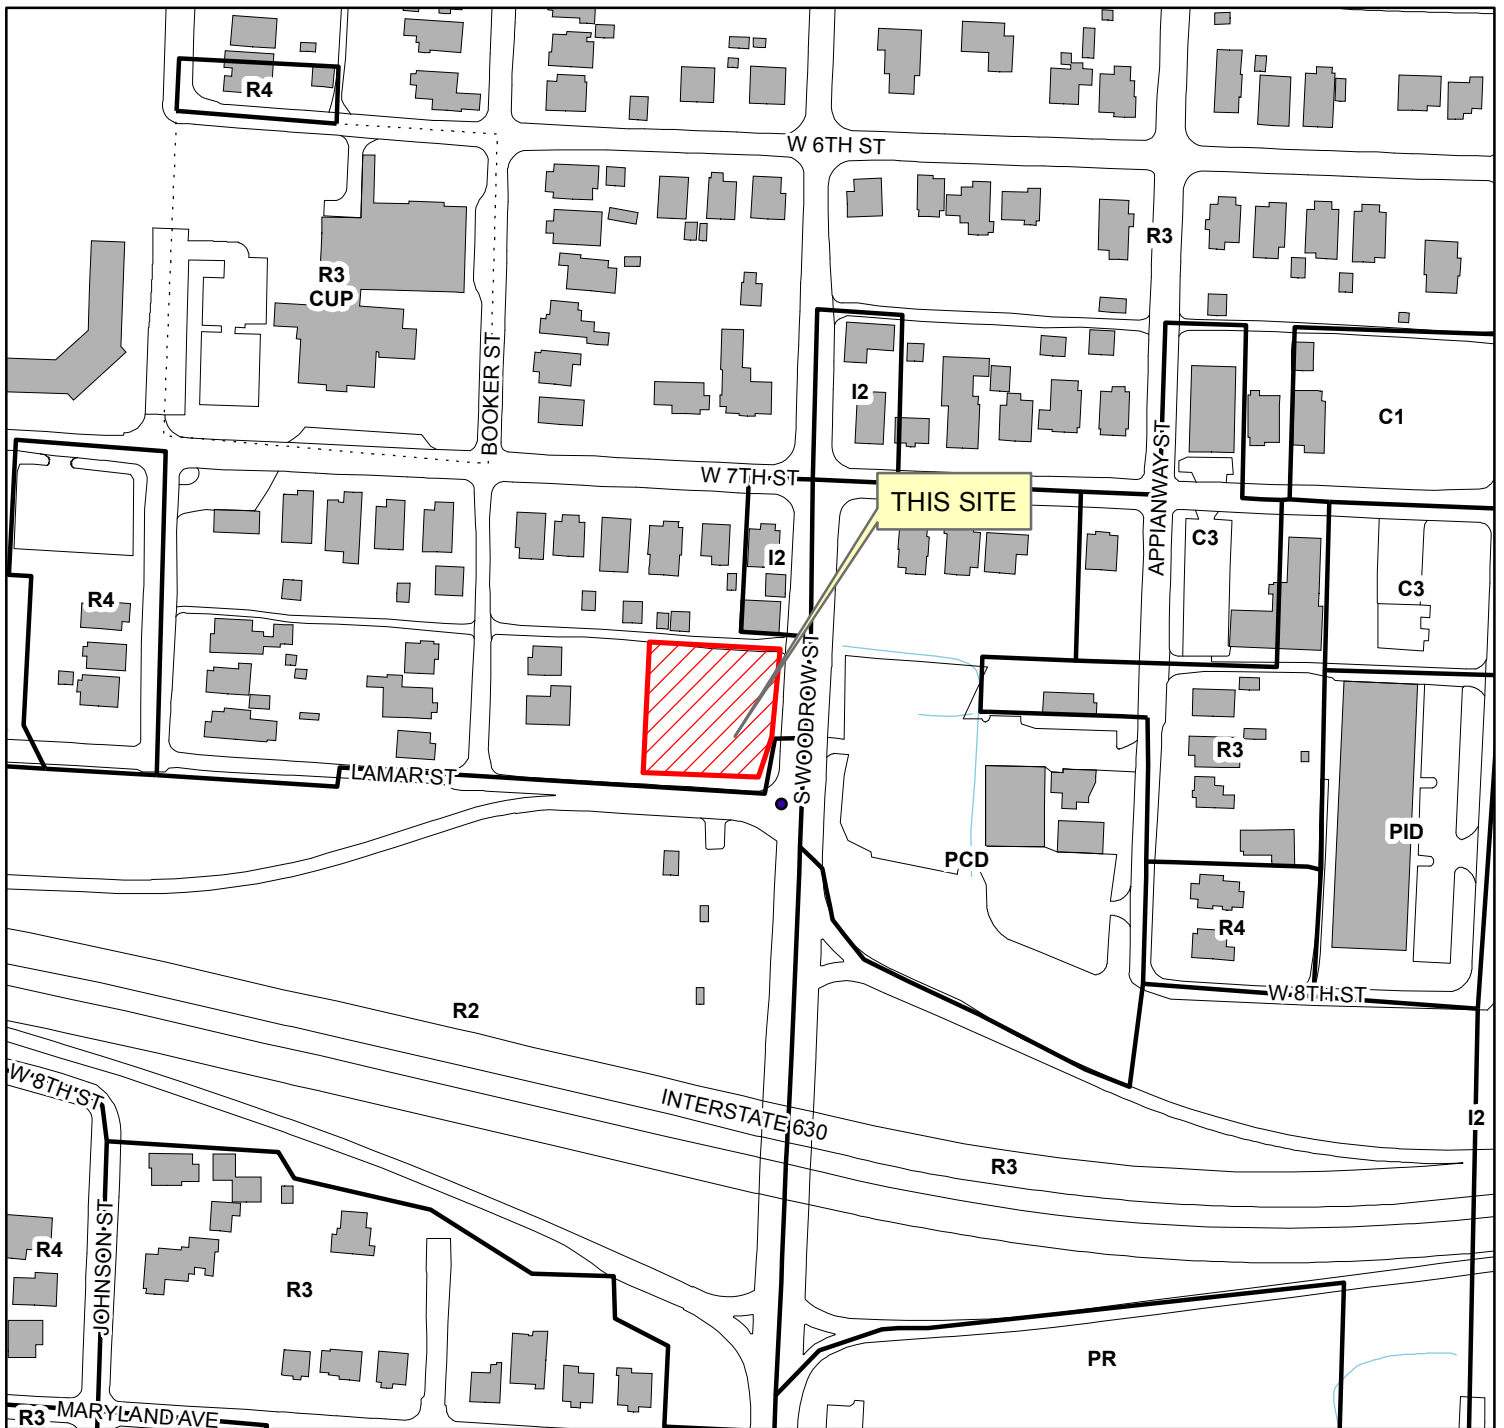 R4
W 6TH ST
R3
R3
CUP
BOOKER ST
I2
C1
W 7TH ST
THIS SITE
APPIANWAY ST
I2
C3
C3
R4
S WOODROW ST
LAMAR ST
R3
PID
PCD
R4
W 8TH ST
R2
W 8TH ST
INTERSTATE 630
I2
R3
JOHNSON ST
R4
R3
PR
MARYLAND AVE
R3